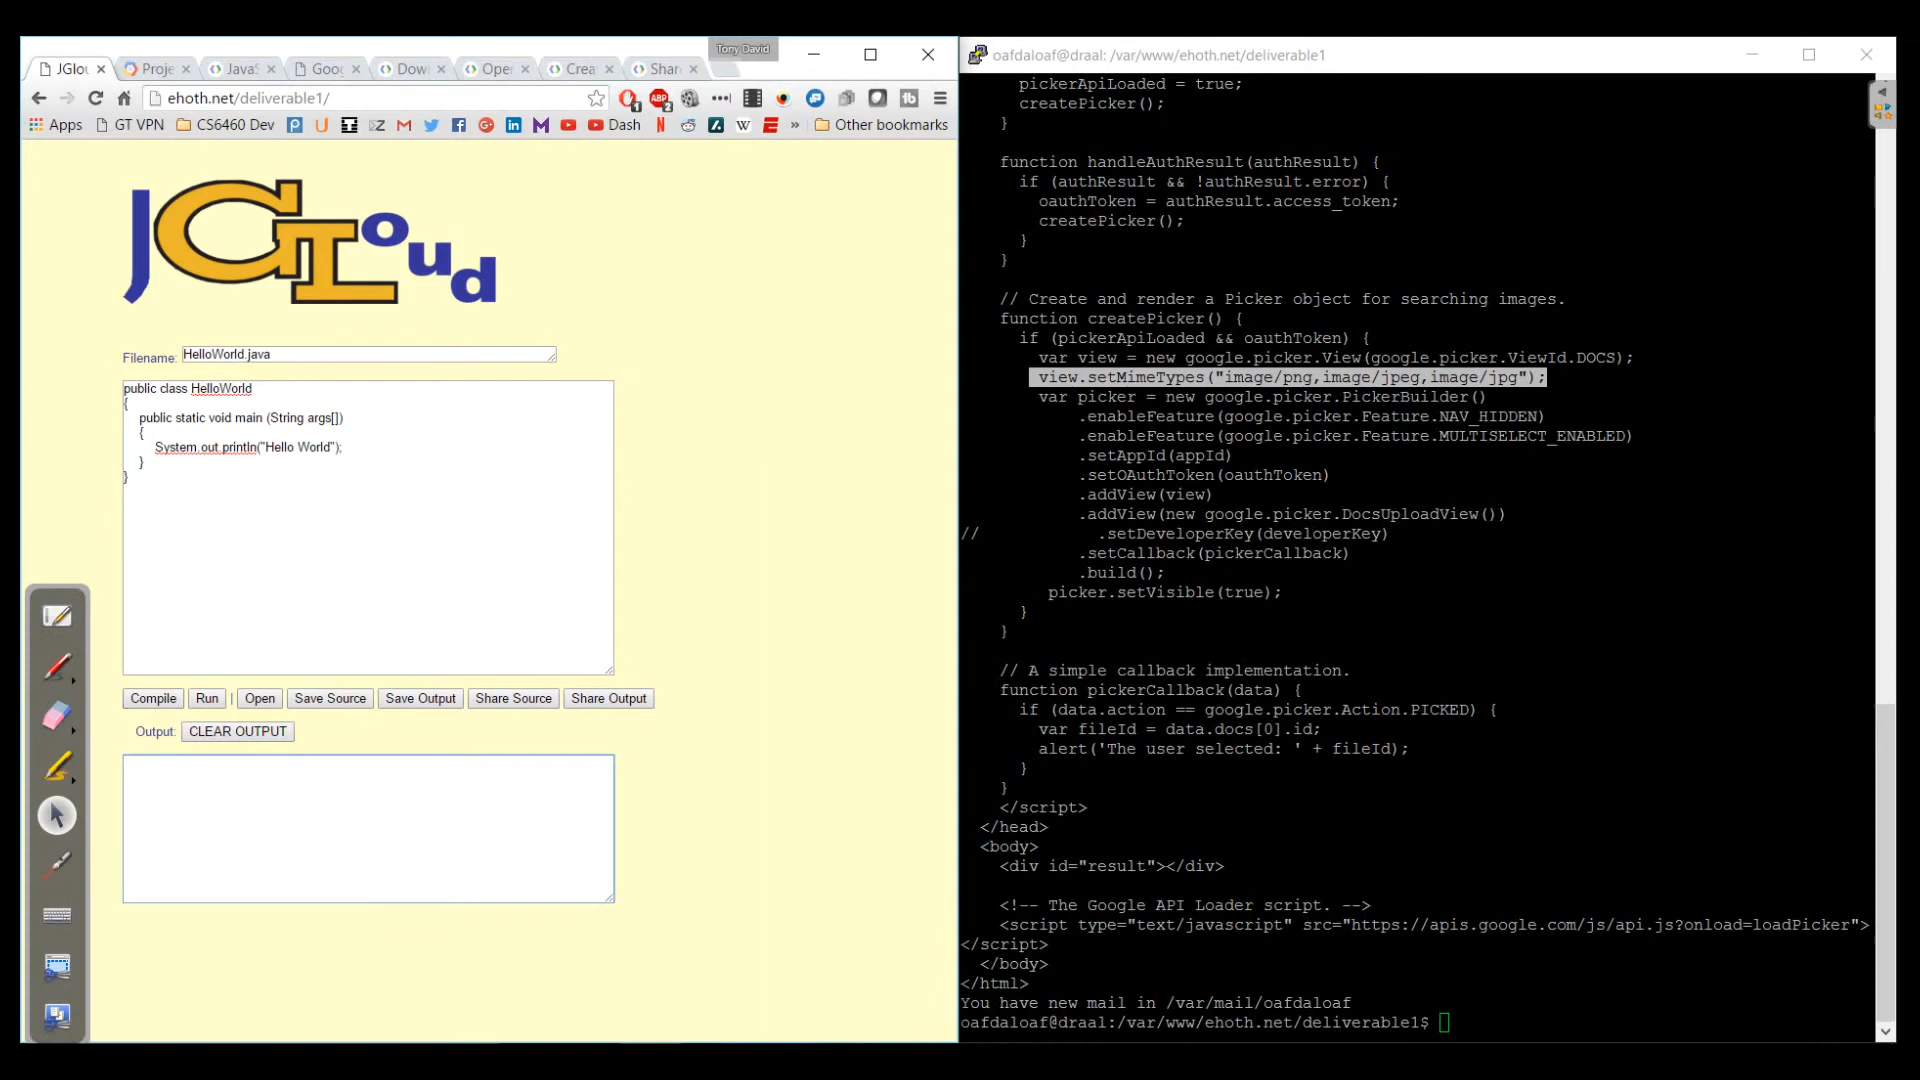 Tony David
JGlou
Proje
JavaS
Goog
Down
Open
Crea
Shar
ehoth.net/deliverable1/
Apps
GT VPN
CS6460 Dev
Dash
Other bookmarks
JGLoud
Filename:
HelloWorld.java
public class HelloWorld
{
public static void main (String args[])
{
System.out.println("Hello World");
}
}
Compile
Run
|
Open
Save Source
Save Output
Share Source
Share Output
Output:
CLEAR OUTPUT
oafdaloaf@draal: /var/www/ehoth.net/deliverable1
pickerApiLoaded = true;
createPicker();
}
function handleAuthResult(authResult) {
if (authResult && !authResult.error) {
oauthToken = authResult.access_token;
createPicker();
}
}
// Create and render a Picker object for searching images.
function createPicker() {
if (pickerApiLoaded && oauthToken) {
var view = new google.picker.View(google.picker.ViewId.DOCS);
view.setMimeTypes("image/png,image/jpeg,image/jpg");
var picker = new google.picker.PickerBuilder()
.enableFeature(google.picker.Feature.NAV_HIDDEN)
.enableFeature(google.picker.Feature.MULTISELECT_ENABLED)
.setAppId(appId)
.setOAuthToken(oauthToken)
.addView(view)
.addView(new google.picker.DocsUploadView())
// .setDeveloperKey(developerKey)
.setCallback(pickerCallback)
.build();
picker.setVisible(true);
}
}
// A simple callback implementation.
function pickerCallback(data) {
if (data.action == google.picker.Action.PICKED) {
var fileId = data.docs[0].id;
alert('The user selected: ' + fileId);
}
}
</script>
</head>
<body>
<div id="result"></div>
<!-- The Google API Loader script. -->
<script type="text/javascript" src="https://apis.google.com/js/api.js?onload=loadPicker">
</script>
</body>
</html>
You have new mail in /var/mail/oafdaloaf
oafdaloaf@draal:/var/www/ehoth.net/deliverable1$